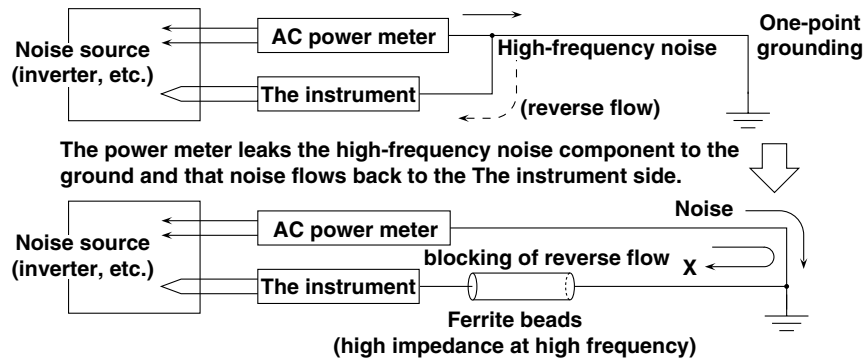 Noise source
(inverter, etc.)
AC power meter
The instrument
High-frequency noise
(reverse flow)
One-point
grounding
The power meter leaks the high-frequency noise component to the
ground and that noise flows back to the The instrument side.
Noise source
(inverter, etc.)
AC power meter
The instrument
Noise
blocking of reverse flow
X
Ferrite beads
(high impedance at high frequency)